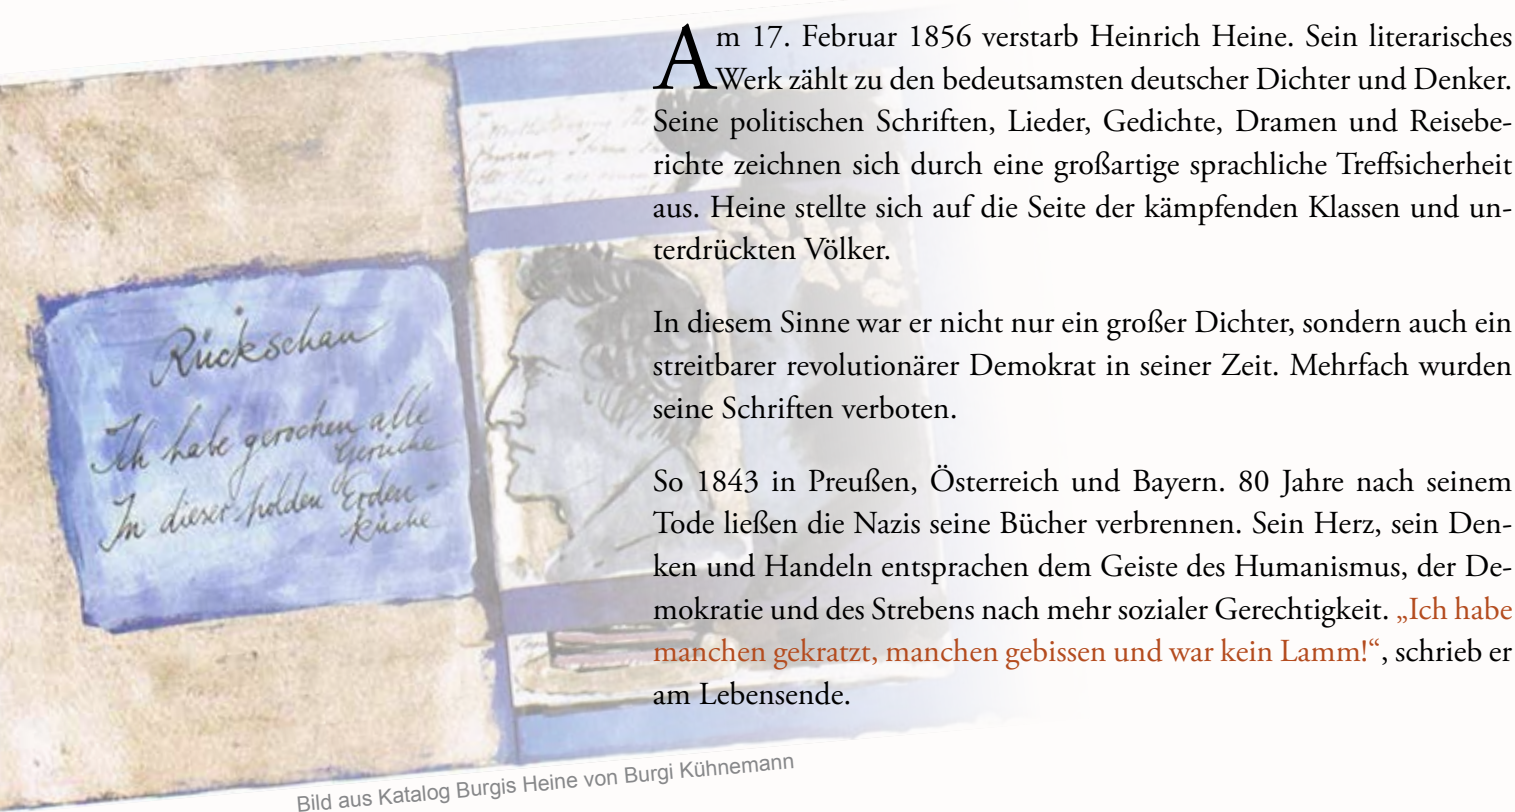 Am 17. Februar 1856 verstarb Heinrich Heine. Sein literarisches
Werk zählt zu den bedeutsamsten deutscher Dichter und Denker.
Seine politischen Schriften, Lieder, Gedichte, Dramen und Reisebe-
richte zeichnen sich durch eine großartige sprachliche Treffsicherheit
aus. Heine stellte sich auf die Seite der kämpfenden Klassen und un-
terdrückten Völker.
In diesem Sinne war er nicht nur ein großer Dichter, sondern auch ein
streitbarer revolutionärer Demokrat in seiner Zeit. Mehrfach wurden
seine Schriften verboten.
So 1843 in Preußen, Österreich und Bayern. 80 Jahre nach seinem
Tode ließen die Nazis seine Bücher verbrennen. Sein Herz, sein Den-
ken und Handeln entsprachen dem Geiste des Humanismus, der De-
mokratie und des Strebens nach mehr sozialer Gerechtigkeit. „Ich habe
manchen gekratzt, manchen gebissen und war kein Lamm!“, schrieb er
am Lebensende.
Rückschau
Ich habe gerochen alle
Gerüche
In dieser holden Erden-
küche
Bild aus Katalog Burgis Heine von Burgi Kühnemann